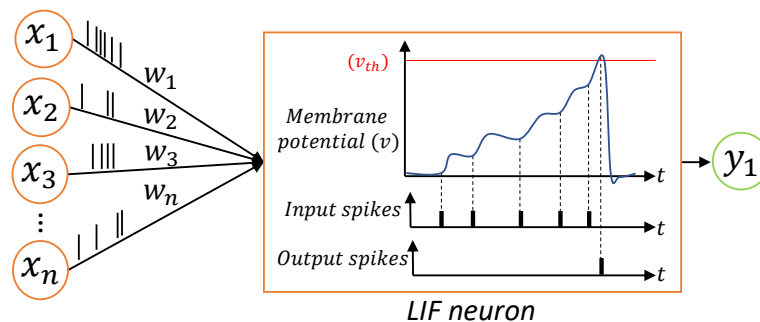 x₁
w₁
x₂
w₂
x₃
w₃
wₙ
⋮
xₙ
(vₜₕ)
Membrane
potential (v)
t
Input spikes
t
Output spikes
t
y₁
LIF neuron